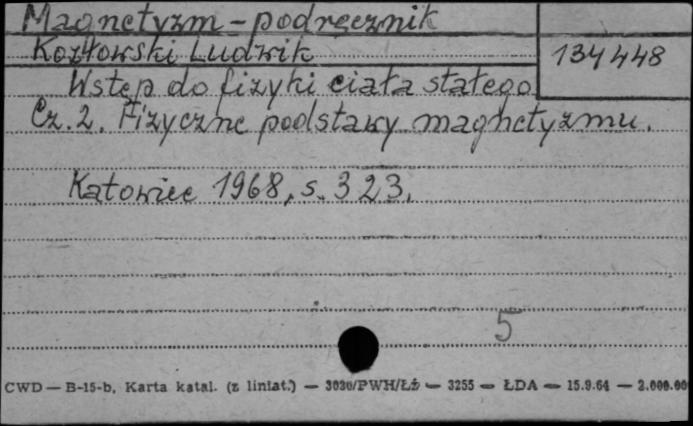 Magnetyzm - podręcznik
Kozłowski Ludwik
134448
Wstęp do fizyki ciała stałego.
Cz. 2. Fizyczne podstawy magnetyzmu.
Katowice 1968, s. 323.
5
CWD — B-15-b, Karta katal. (z liniat.) — 3030/PWH/Łż — 3255 — ŁDA — 15.9.64 — 2.000.00